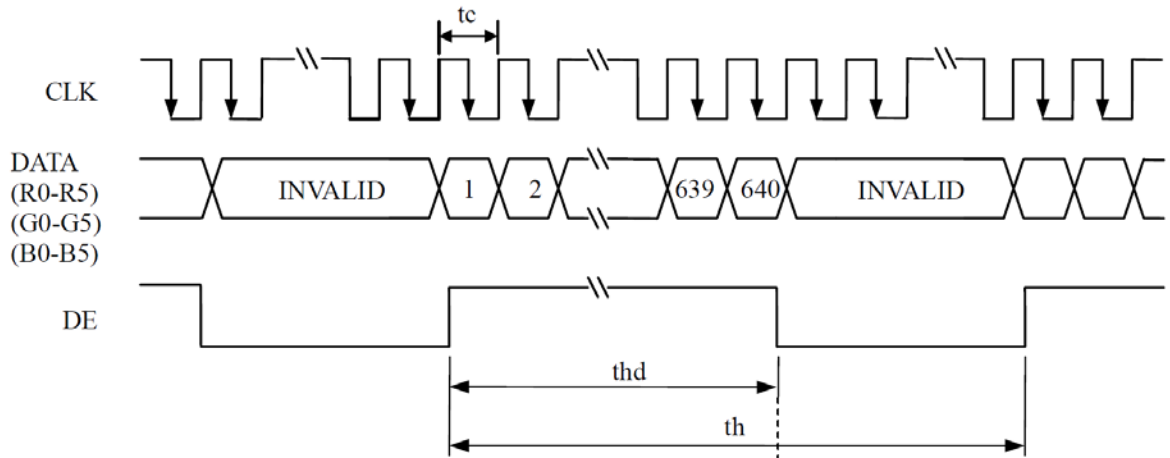 tc
CLK
DATA
(R0-R5)
(G0-G5)
(B0-B5)
INVALID 1 2 639 640 INVALID
DE
thd
th